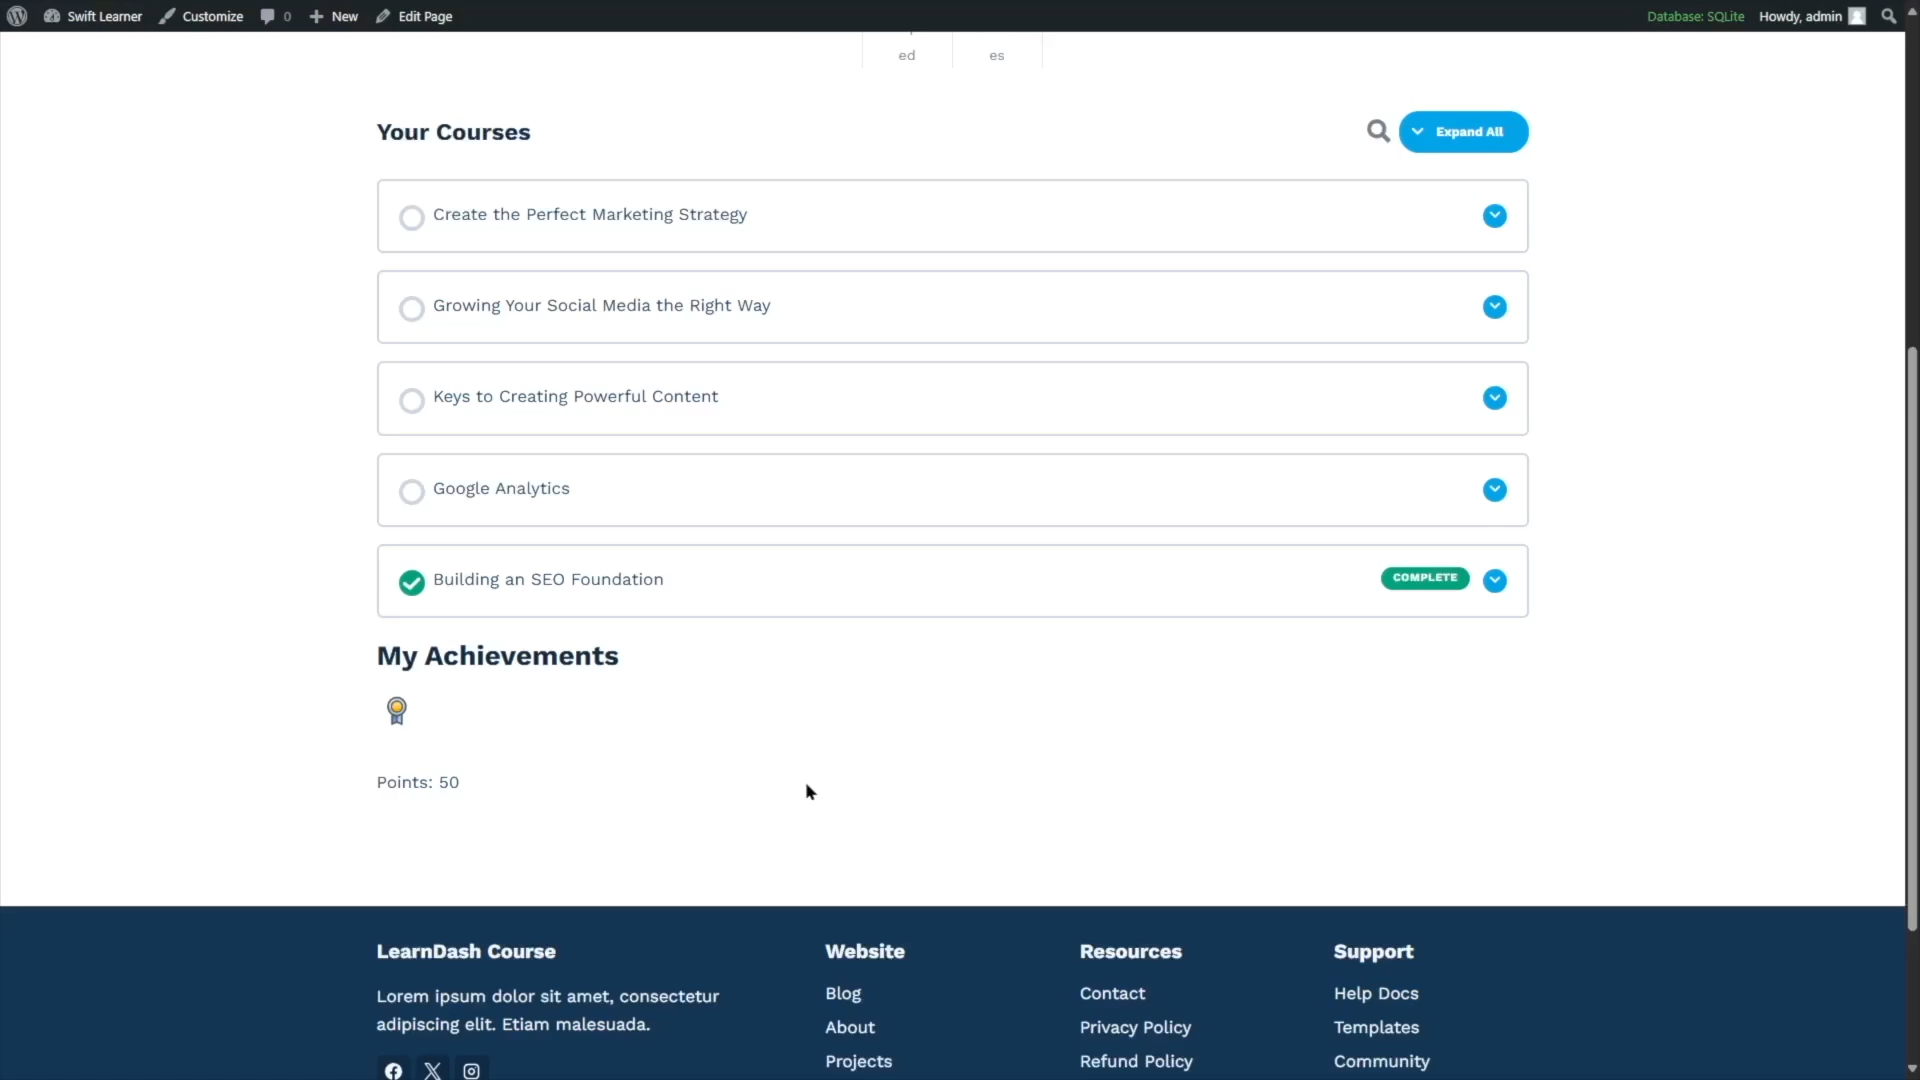 Swift Learner Customize 0 New Edit Page Database: SQLite Howdy, admin
ed es
Your Courses
Expand All
Create the Perfect Marketing Strategy
Growing Your Social Media the Right Way
Keys to Creating Powerful Content
Google Analytics
Building an SEO Foundation COMPLETE
My Achievements
Points: 50
LearnDash Course
Lorem ipsum dolor sit amet, consectetur
adipiscing elit. Etiam malesuada.
Website
Blog
About
Projects
Resources
Contact
Privacy Policy
Refund Policy
Support
Help Docs
Templates
Community